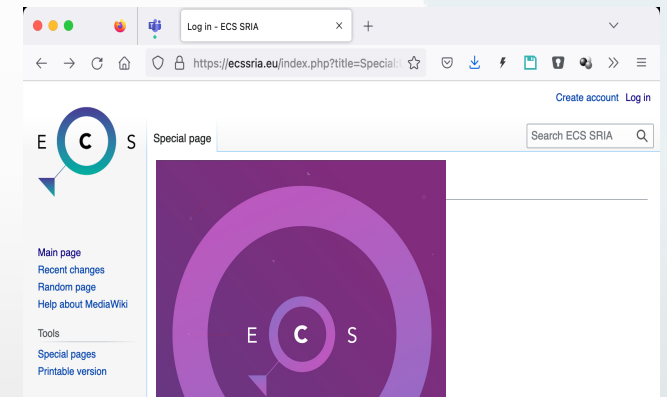 Log in - ECS SRIA
https://ecssria.eu/index.php?title=Special:
Create account Log in
E C S
Special page
Search ECS SRIA
Main page
Recent changes
Random page
Help about MediaWiki
Tools
Special pages
Printable version
E C S